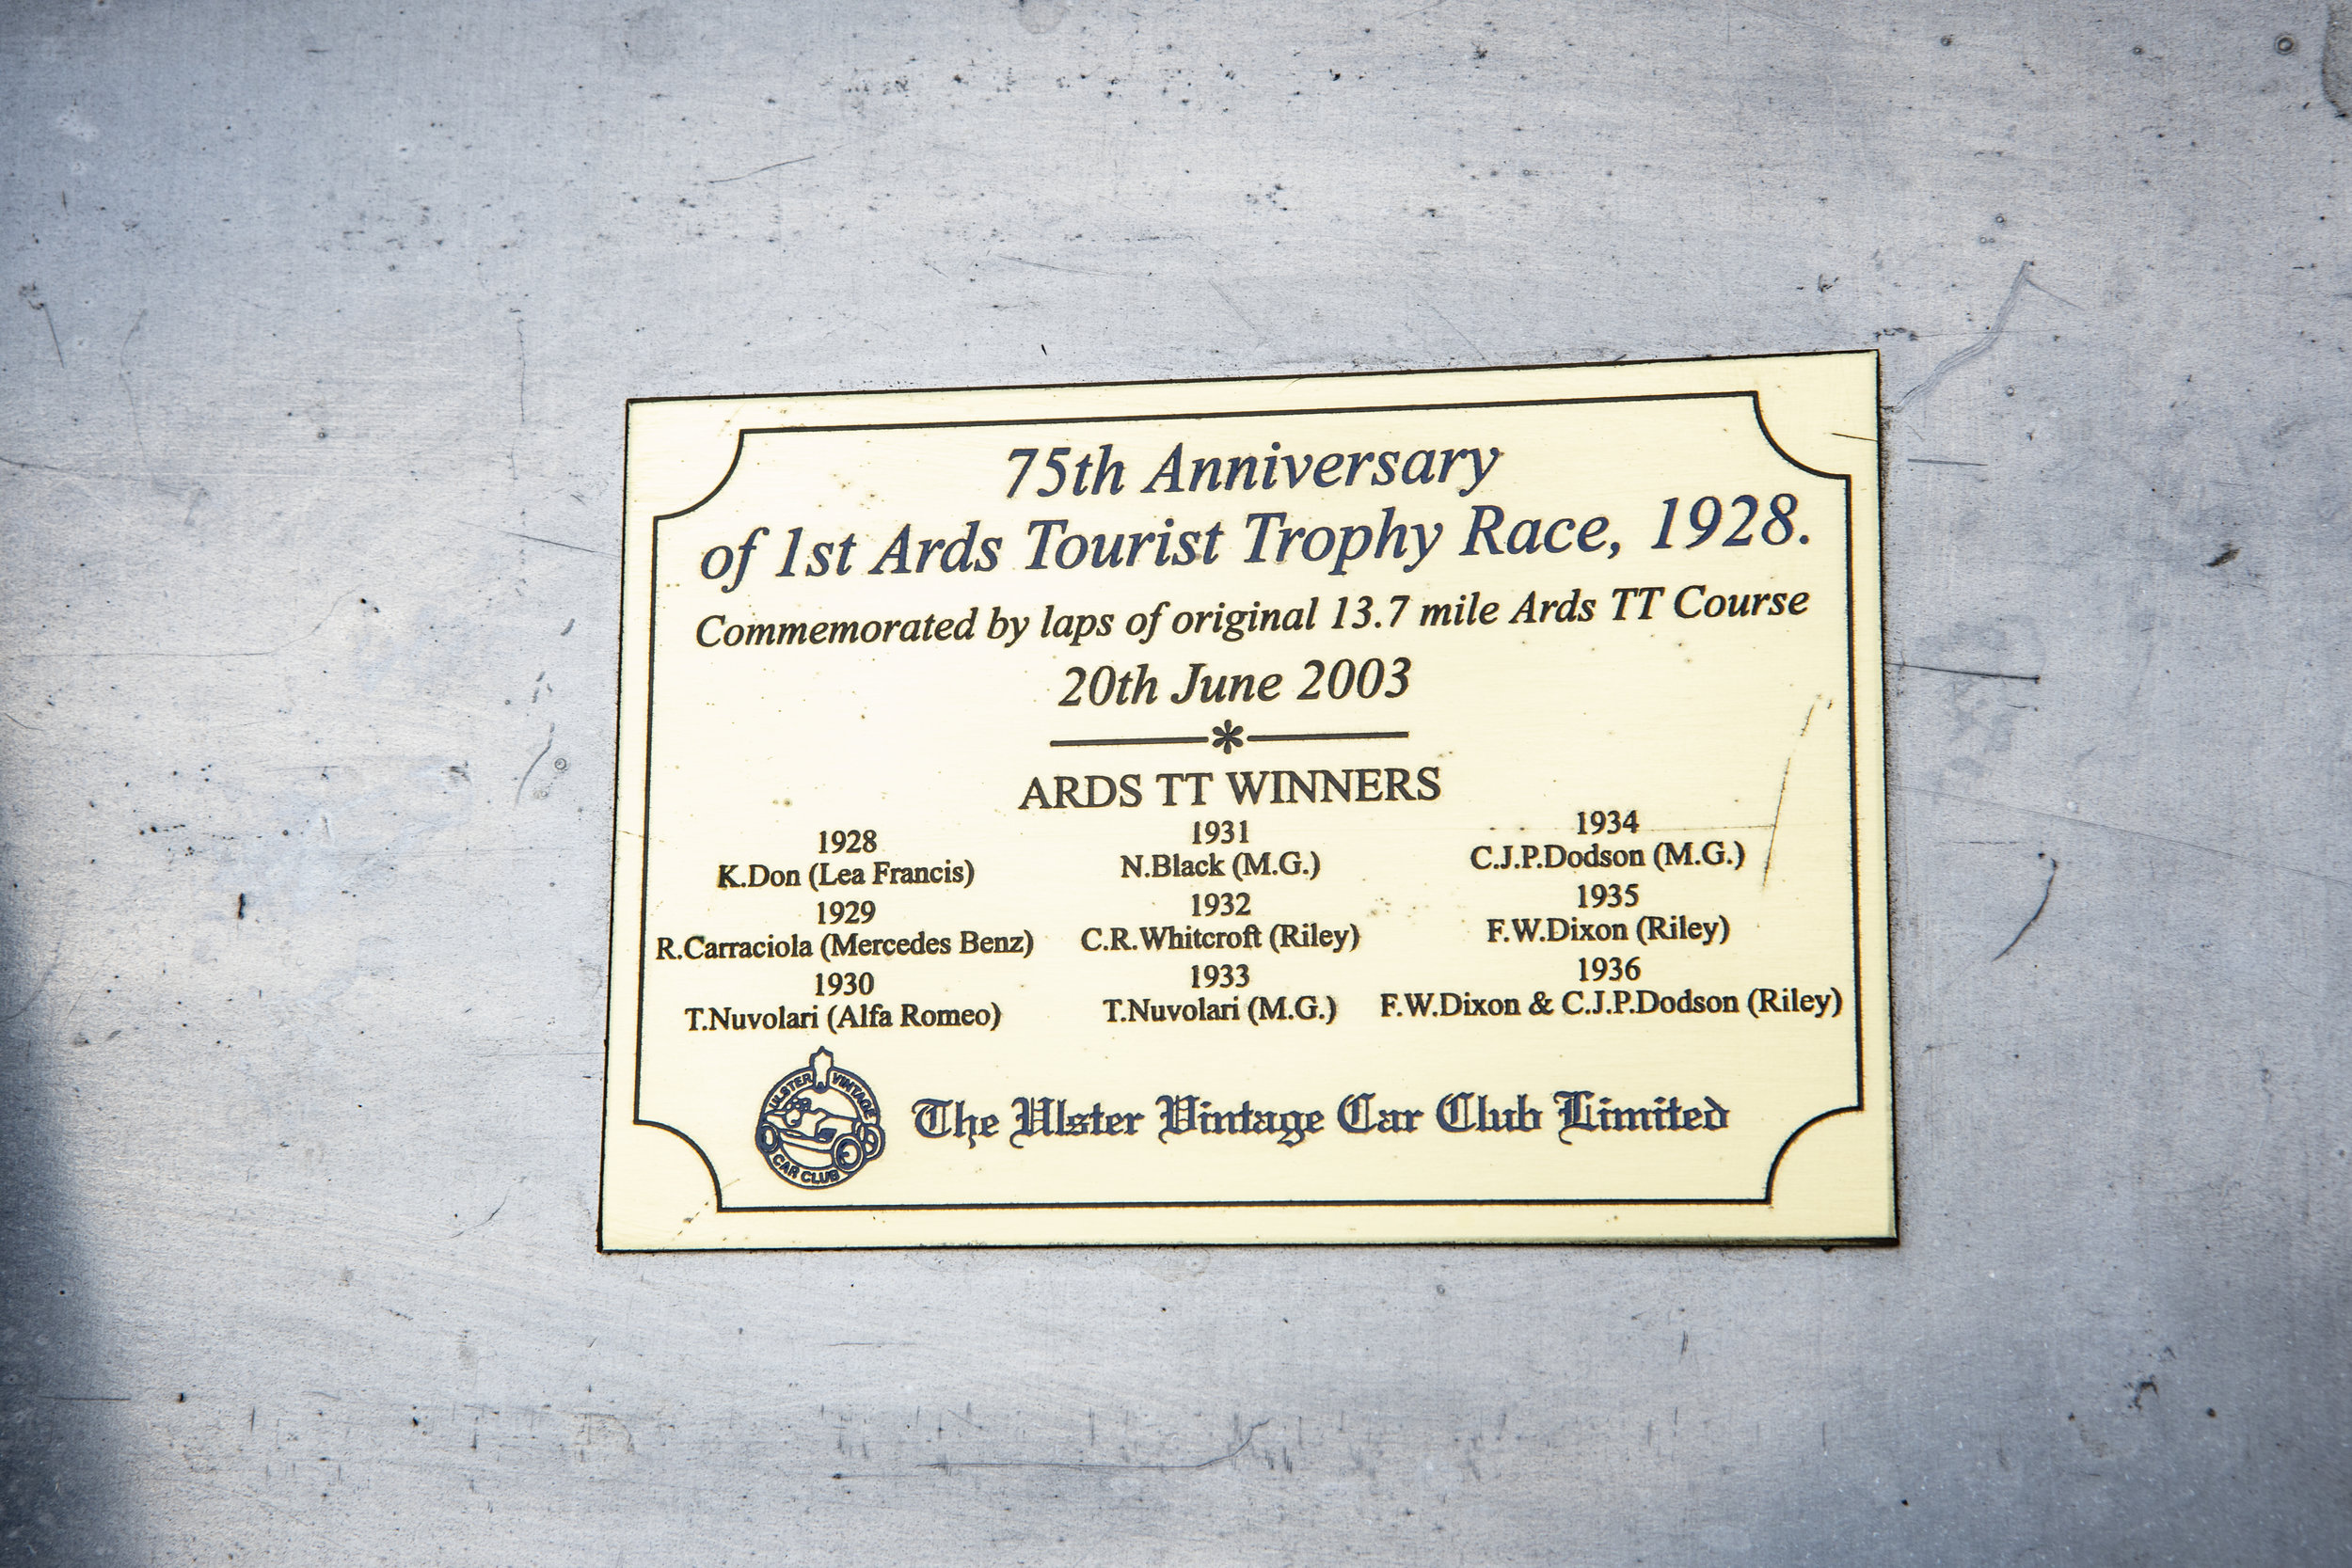 75th Anniversary
of 1st Ards Tourist Trophy Race, 1928.
Commemorated by laps of original 13.7 mile Ards TT Course
20th June 2003
ARDS TT WINNERS
1928
K.Don (Lea Francis)
1929
R.Carraciola (Mercedes Benz)
1930
T.Nuvolari (Alfa Romeo)
1931
N.Black (M.G.)
1932
C.R.Whitcroft (Riley)
1933
T.Nuvolari (M.G.)
1934
C.J.P.Dodson (M.G.)
1935
F.W.Dixon (Riley)
1936
F.W.Dixon & C.J.P.Dodson (Riley)
ULSTER VINTAGE
CAR CLUB
The Ulster Vintage Car Club Limited